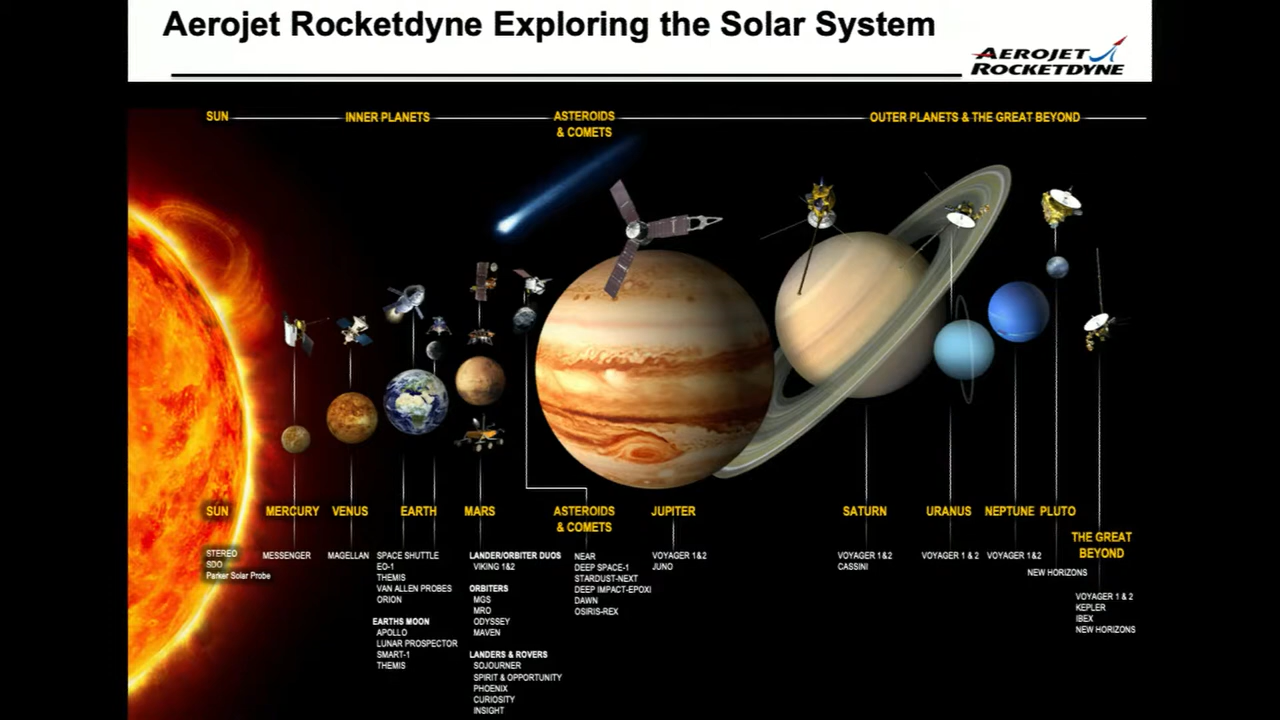 Aerojet Rocketdyne Exploring the Solar System
AEROJET
ROCKETDYNE
SUN
INNER PLANETS
ASTEROIDS
& COMETS
OUTER PLANETS & THE GREAT BEYOND
SUN
STEREO
SDO
Parker Solar Probe
MERCURY
MESSENGER
VENUS
MAGELLAN
EARTH
SPACE SHUTTLE
EO-1
THEMIS
VAN ALLEN PROBES
ORION
EARTHS MOON
APOLLO
LUNAR PROSPECTOR
SMART-1
THEMIS
MARS
LANDER/ORBITER DUOS
VIKING 1&2
ORBITERS
MGS
MRO
ODYSSEY
MAVEN
LANDERS & ROVERS
SOJOURNER
SPIRIT & OPPORTUNITY
PHOENIX
CURIOSITY
INSIGHT
ASTEROIDS
& COMETS
NEAR
DEEP SPACE-1
STARDUST-NEXT
DEEP IMPACT-EPOXI
DAWN
OSIRIS-REX
JUPITER
VOYAGER 1&2
JUNO
SATURN
VOYAGER 1&2
CASSINI
URANUS
VOYAGER 1 & 2
NEPTUNE
VOYAGER 1&2
PLUTO
NEW HORIZONS
THE GREAT
BEYOND
VOYAGER 1 & 2
KEPLER
IBEX
NEW HORIZONS